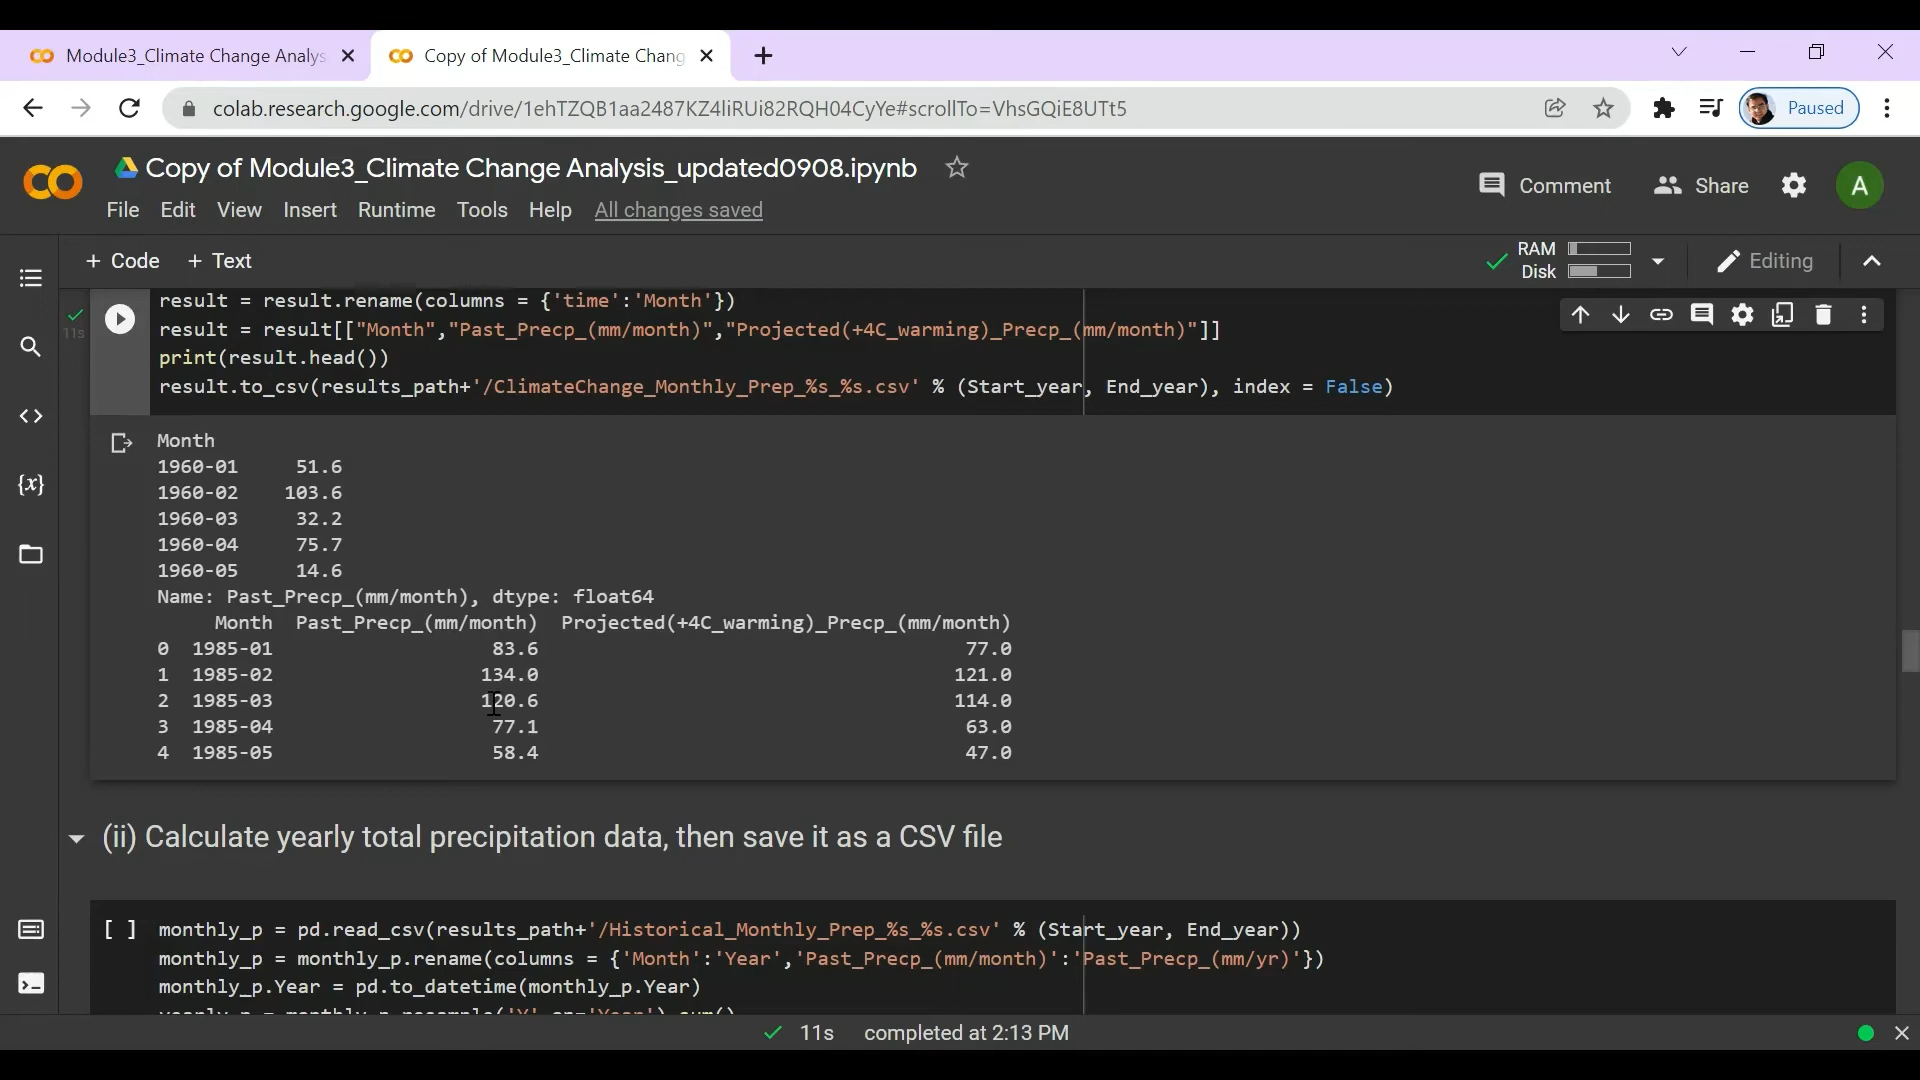 Module3_Climate Change Analys
Copy of Module3_Climate Chang
colab.research.google.com/drive/1ehTZQB1aa2487KZ4liRUi82RQH04CyYe#scrollTo=VhsGQiE8UTt5
Paused
Copy of Module3_Climate Change Analysis_updated0908.ipynb
Comment
Share
A
File Edit View Insert Runtime Tools Help All changes saved
+ Code + Text
RAM
Disk
Editing
11s
result = result.rename(columns = {'time':'Month'})
result = result[["Month","Past_Precp_(mm/month)","Projected(+4C_warming)_Precp_(mm/month)"]]
print(result.head())
result.to_csv(results_path+'/ClimateChange_Monthly_Prep_%s_%s.csv' % (Start_year, End_year), index = False)
Month
1960-01 51.6
1960-02 103.6
1960-03 32.2
1960-04 75.7
1960-05 14.6
Name: Past_Precp_(mm/month), dtype: float64
Month Past_Precp_(mm/month) Projected(+4C_warming)_Precp_(mm/month)
0 1985-01 83.6 77.0
1 1985-02 134.0 121.0
2 1985-03 120.6 114.0
3 1985-04 77.1 63.0
4 1985-05 58.4 47.0
(ii) Calculate yearly total precipitation data, then save it as a CSV file
[ ] monthly_p = pd.read_csv(results_path+'/Historical_Monthly_Prep_%s_%s.csv' % (Start_year, End_year))
monthly_p = monthly_p.rename(columns = {'Month':'Year','Past_Precp_(mm/month)':'Past_Precp_(mm/yr)'})
monthly_p.Year = pd.to_datetime(monthly_p.Year)
11s completed at 2:13 PM